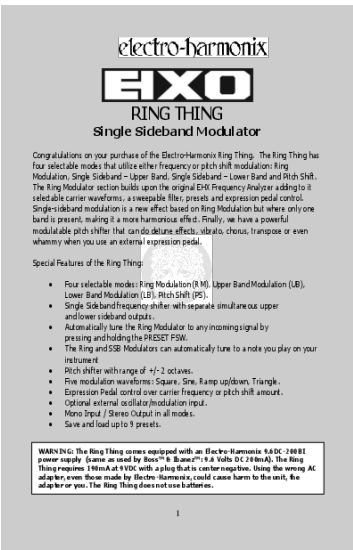 electro-harmonix
EHX
RING THING
Single Sideband Modulator
Congratulations on your purchase of the Electro-Harmonix Ring Thing. The Ring Thing has
four selectable modes that utilize either frequency or pitch shift modulation: Ring
Modulation, Single Sideband – Upper Band, Single Sideband – Lower Band and Pitch Shift.
The Ring Modulator section builds upon the original EHX Frequency Analyzer adding to it
selectable carrier waveforms, a sweepable filter, presets and expression pedal control.
Single-sideband modulation is a new effect based on Ring Modulation but where only one
band is present, making it a more harmonious effect. Finally, we have a powerful
modulatable pitch shifter that can do detune effects, vibrato, chorus, transpose or even
whammy when you use an external expression pedal.
Special Features of the Ring Thing:
• Four selectable modes: Ring Modulation (RM), Upper Band Modulation (UB),
Lower Band Modulation (LB), Pitch Shift (PS).
• Single Sideband frequency shifter with separate simultaneous upper
and lower sideband outputs.
• Automatically tune the Ring Modulator to any incoming signal by
pressing and holding the PRESET FSW.
• The Ring and SSB Modulators can automatically tune to a note you play on your
instrument
• Pitch shifter with range of +/- 2 octaves.
• Five modulation waveforms: Square, Sine, Ramp up/down, Triangle.
• Expression Pedal control over carrier frequency or pitch shift amount.
• Optional external oscillator/modulation input.
• Mono Input / Stereo Output in all modes.
• Save and load up to 9 presets.
WARNING: The Ring Thing comes equipped with an Electro-Harmonix 9.6DC-200BI
power supply (same as used by Boss™ & Ibanez™: 9.6 Volts DC 200mA). The Ring
Thing requires 190mA at 9VDC with a plug that is center negative. Using the wrong AC
adapter, even those made by Electro-Harmonix, could cause harm to the unit, the
adapter or you. The Ring Thing does not use batteries.
1